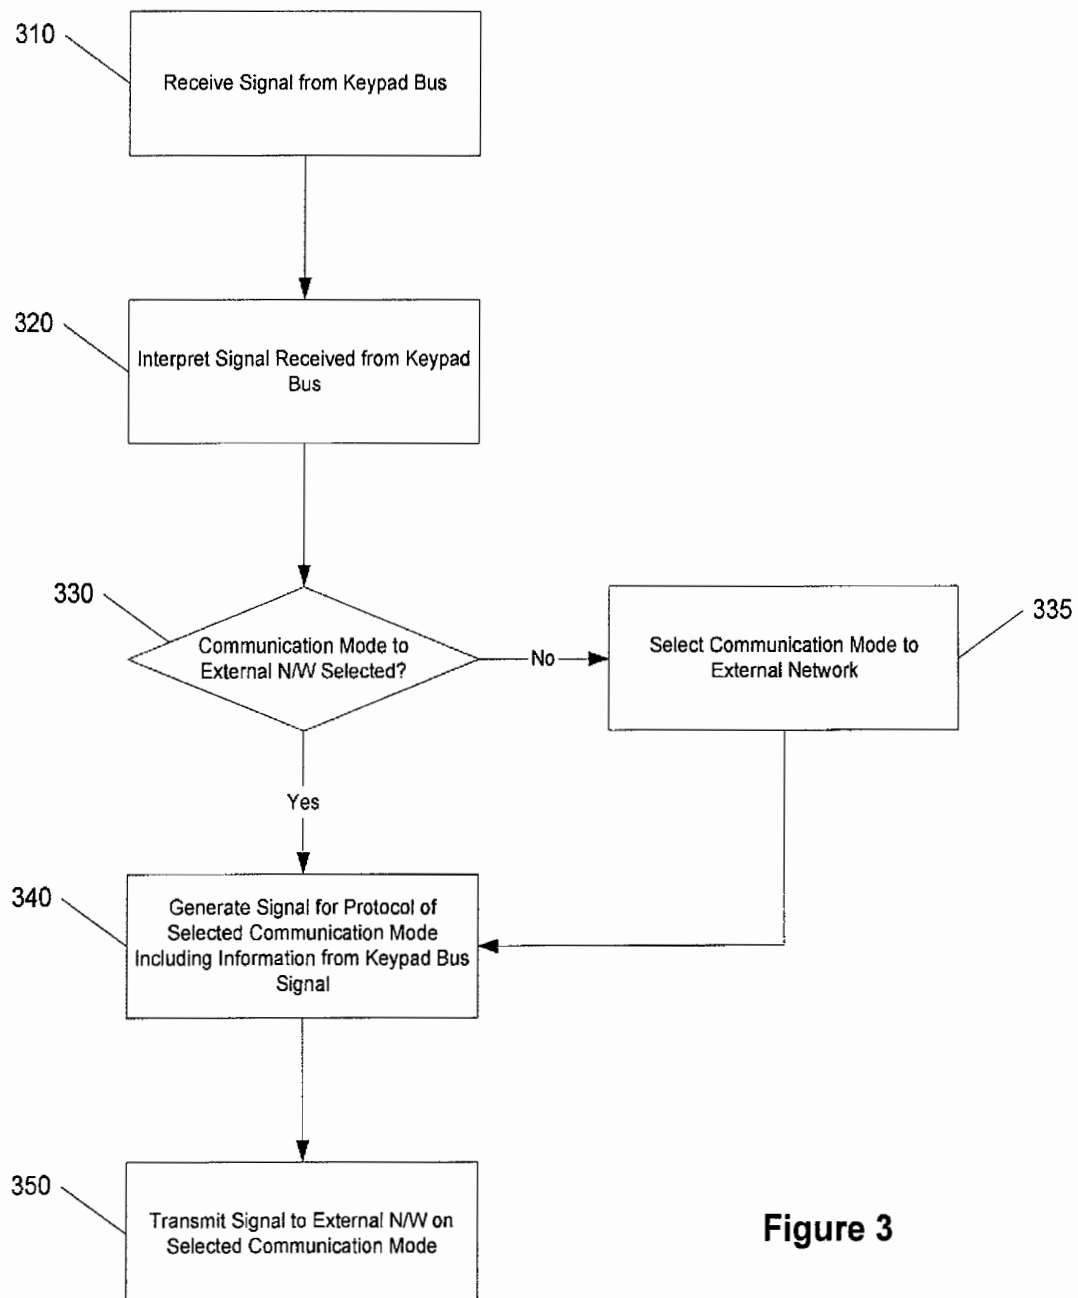 310
Receive Signal from Keypad Bus
320
Interpret Signal Received from Keypad
Bus
330
Communication Mode to
External N/W Selected?
No
Select Communication Mode to
External Network
335
Yes
340
Generate Signal for Protocol of
Selected Communication Mode
Including Information from Keypad Bus
Signal
350
Transmit Signal to External N/W on
Selected Communication Mode
Figure 3